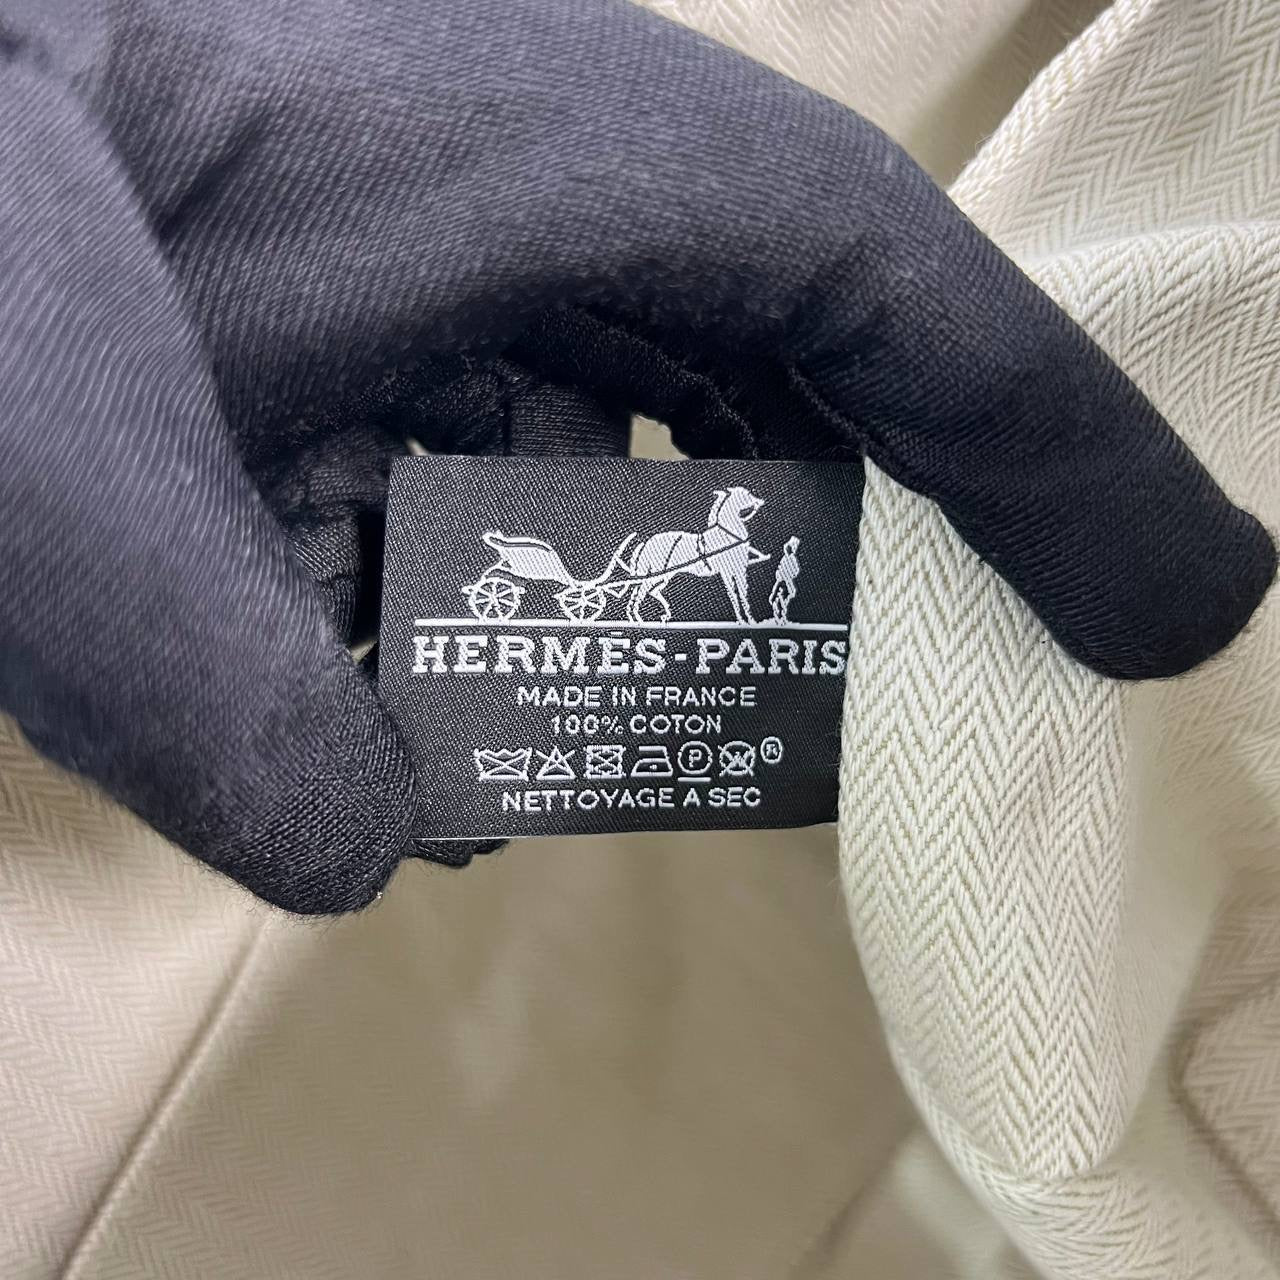 HERMÈS-PARIS
MADE IN FRANCE
100% COTON
P
NETTOYAGE A SEC